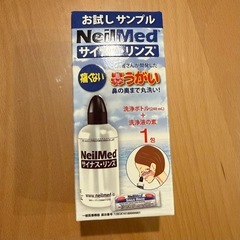 お試しサンプル
NeilMed
サイナス・リンス
痛くない
鼻うがい
鼻の奥まで丸洗い!
洗浄ボトル(240mL)
+
洗浄液の素
1包
NeilMed
サイナス・リンス